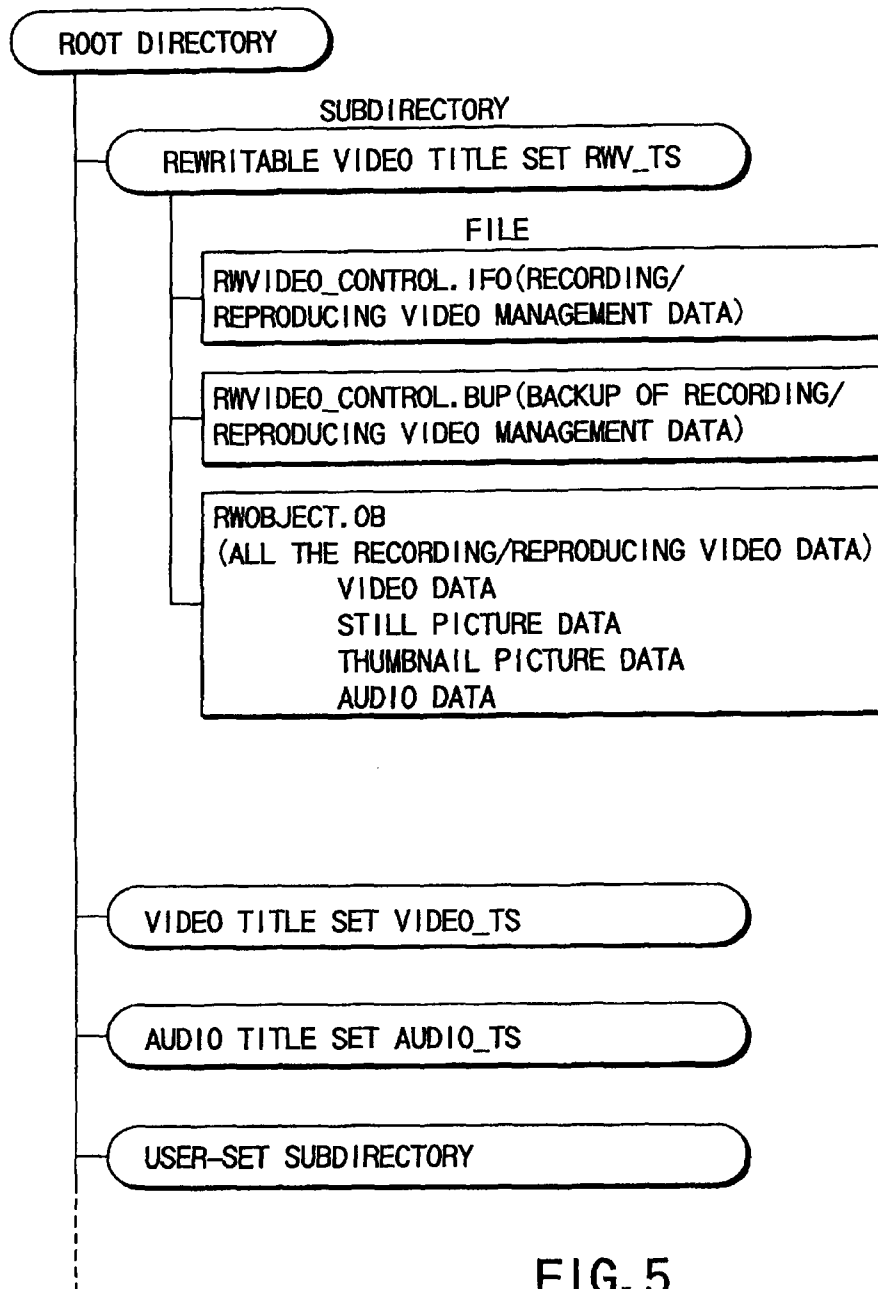 ROOT DIRECTORY
SUBDIRECTORY
REWRITABLE VIDEO TITLE SET RWV_TS
FILE
RWVIDEO_CONTROL.IFO(RECORDING/
REPRODUCING VIDEO MANAGEMENT DATA)
RWVIDEO_CONTROL.BUP(BACKUP OF RECORDING/
REPRODUCING VIDEO MANAGEMENT DATA)
RWOBJECT.OB
(ALL THE RECORDING/REPRODUCING VIDEO DATA)
VIDEO DATA
STILL PICTURE DATA
THUMBNAIL PICTURE DATA
AUDIO DATA
VIDEO TITLE SET VIDEO_TS
AUDIO TITLE SET AUDIO_TS
USER-SET SUBDIRECTORY
FIG. 5